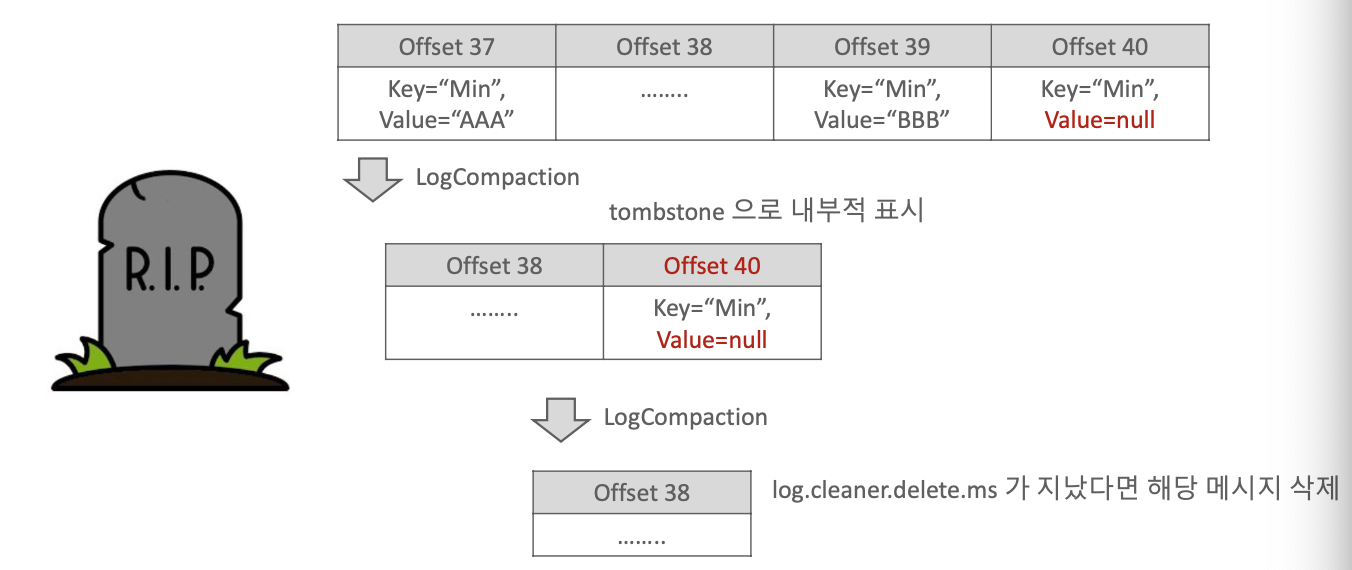 Offset 37
Offset 38
Offset 39
Offset 40
Key=“Min”,
Value=“AAA”
……..
Key=“Min”,
Value=“BBB”
Key=“Min”,
Value=null
LogCompaction
tombstone 으로 내부적 표시
R.I.P.
Offset 38
Offset 40
……..
Key=“Min”,
Value=null
LogCompaction
Offset 38
……..
log.cleaner.delete.ms 가 지났다면 해당 메시지 삭제